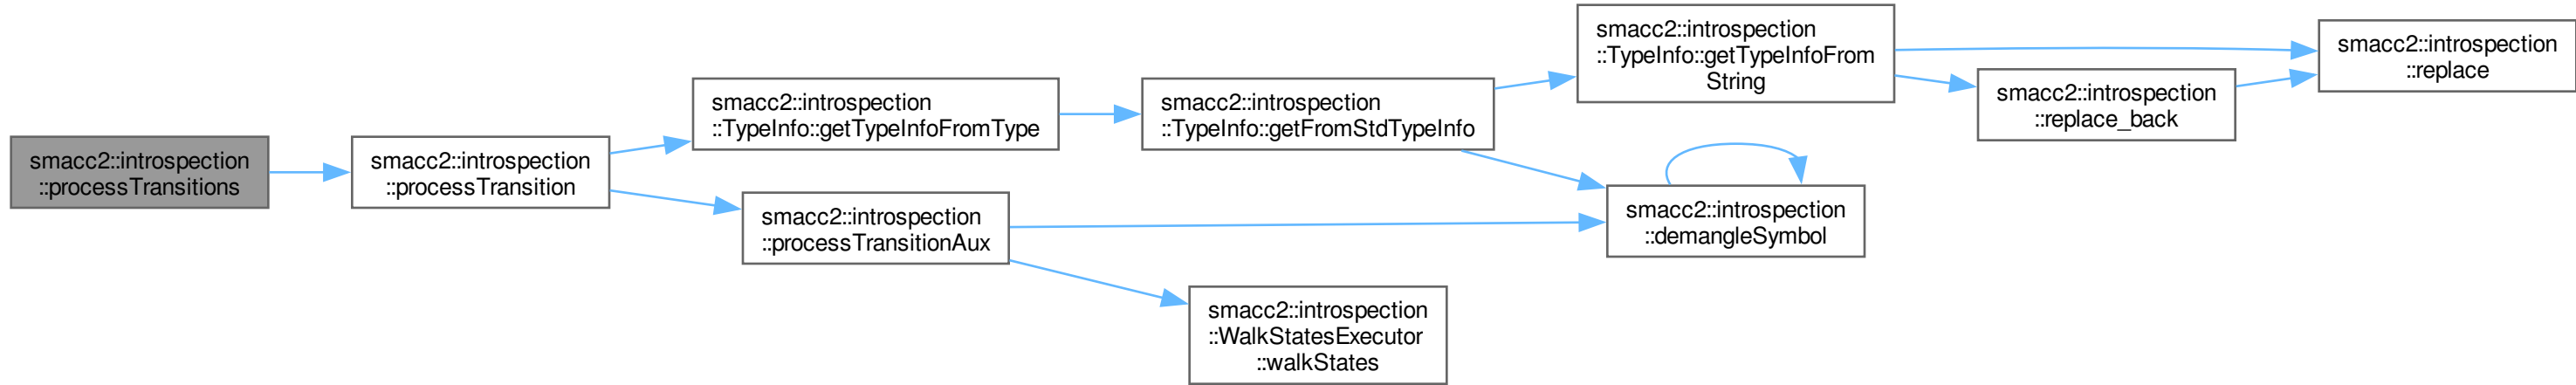 smacc2::introspection
::processTransitions
smacc2::introspection
::processTransition
smacc2::introspection
::TypeInfo::getTypeInfoFromType
smacc2::introspection
::TypeInfo::getFromStdTypeInfo
smacc2::introspection
::TypeInfo::getTypeInfoFrom
String
smacc2::introspection
::replace_back
smacc2::introspection
::replace
smacc2::introspection
::processTransitionAux
smacc2::introspection
::demangleSymbol
smacc2::introspection
::WalkStatesExecutor
::walkStates